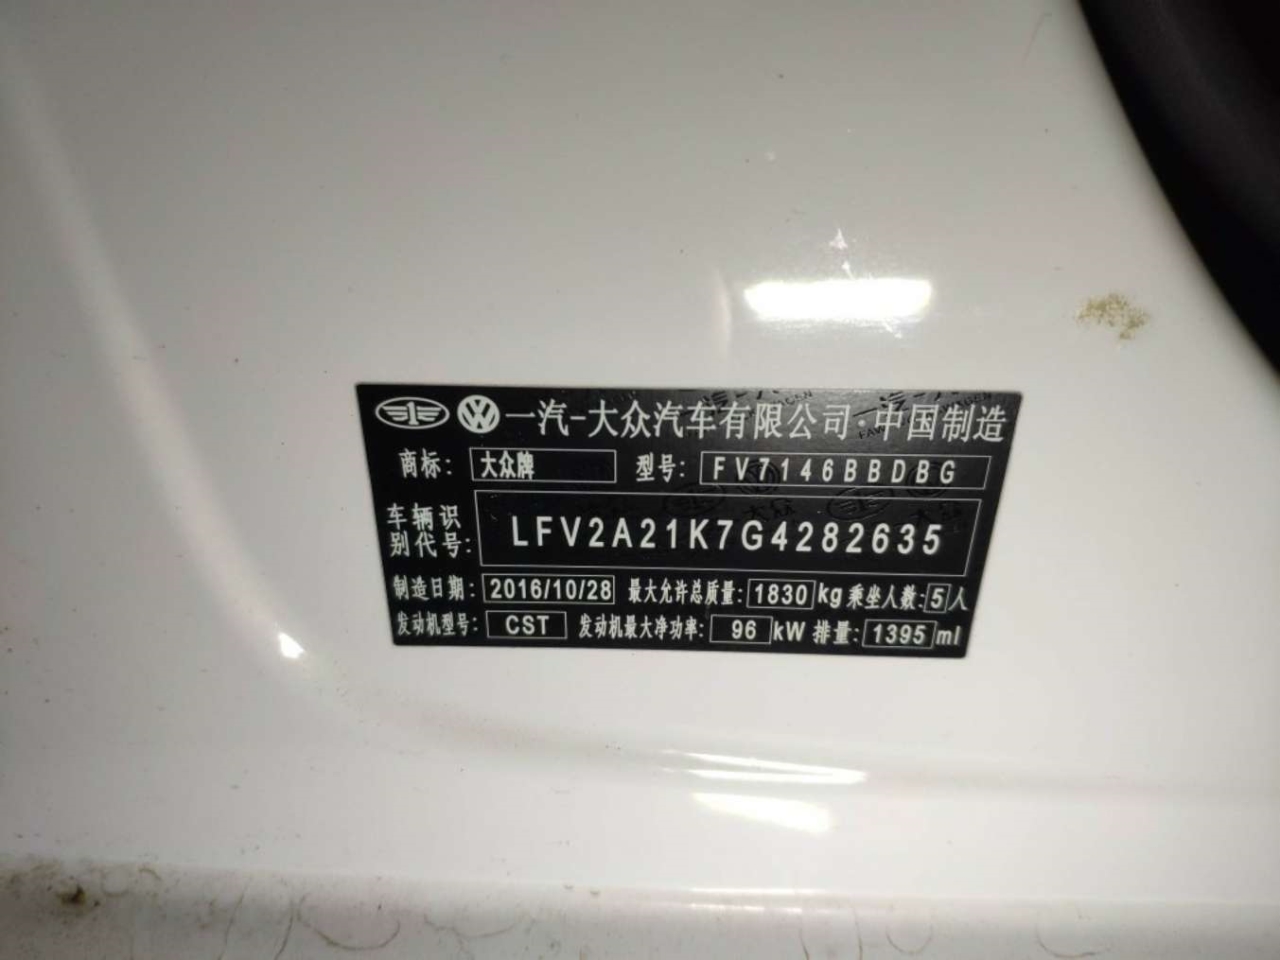 一汽-大众汽车有限公司·中国制造
商标: 大众牌 型号: FV7146BBDBG
车辆识别代号: LFV2A21K7G4282635
制造日期: 2016/10/28 最大允许总质量: 1830 kg 乘坐人数: 5 人
发动机型号: CST 发动机最大净功率: 96 kW 排量: 1395 ml